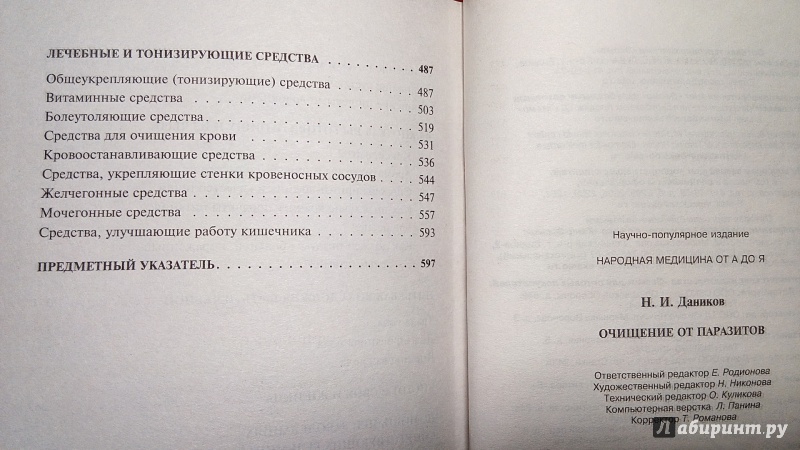 ЛЕЧЕБНЫЕ И ТОНИЗИРУЮЩИЕ СРЕДСТВА . . . . . . . . . . 487
Общеукрепляющие (тонизирующие) средства . . . . . . . . 487
Витаминные средства . . . . . . . . . . . . . . . . . . . . 503
Болеутоляющие средства. . . . . . . . . . . . . . . . . . . 519
Средства для очищения крови . . . . . . . . . . . . . . . . 531
Кровоостанавливающие средства . . . . . . . . . . . . . . 536
Средства, укрепляющие стенки кровеносных сосудов . . . . 544
Желчегонные средства . . . . . . . . . . . . . . . . . . . . 547
Мочегонные средства . . . . . . . . . . . . . . . . . . . . 557
Средства, улучшающие работу кишечника . . . . . . . . . . 593
ПРЕДМЕТНЫЙ УКАЗАТЕЛЬ. . . . . . . . . . . . . . . . . . . 597
Научно-популярное издание
НАРОДНАЯ МЕДИЦИНА ОТ А ДО Я
Н. И. Даников
ОЧИЩЕНИЕ ОТ ПАРАЗИТОВ
Ответственный редактор Е. Родионова
Художественный редактор Н. Никонова
Технический редактор О. Куликова
Компьютерная верстка Л. Панина
Корректор Т. Романова
Лабиринт.ру